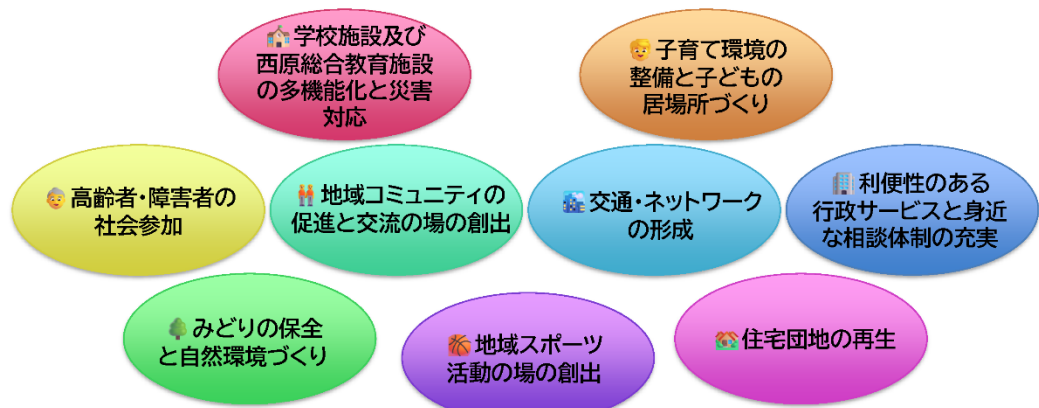 🏫学校施設及び
西原総合教育施設
の多機能化と災害
対応
👦子育て環境の
整備と子どもの
居場所づくり
👵高齢者・障害者の
社会参加
👬地域コミュニティの
促進と交流の場の創出
🏙交通・ネットワーク
の形成
🏢利便性のある
行政サービスと身近
な相談体制の充実
🌳みどりの保全
と自然環境づくり
🏀地域スポーツ
活動の場の創出
🏘住宅団地の再生